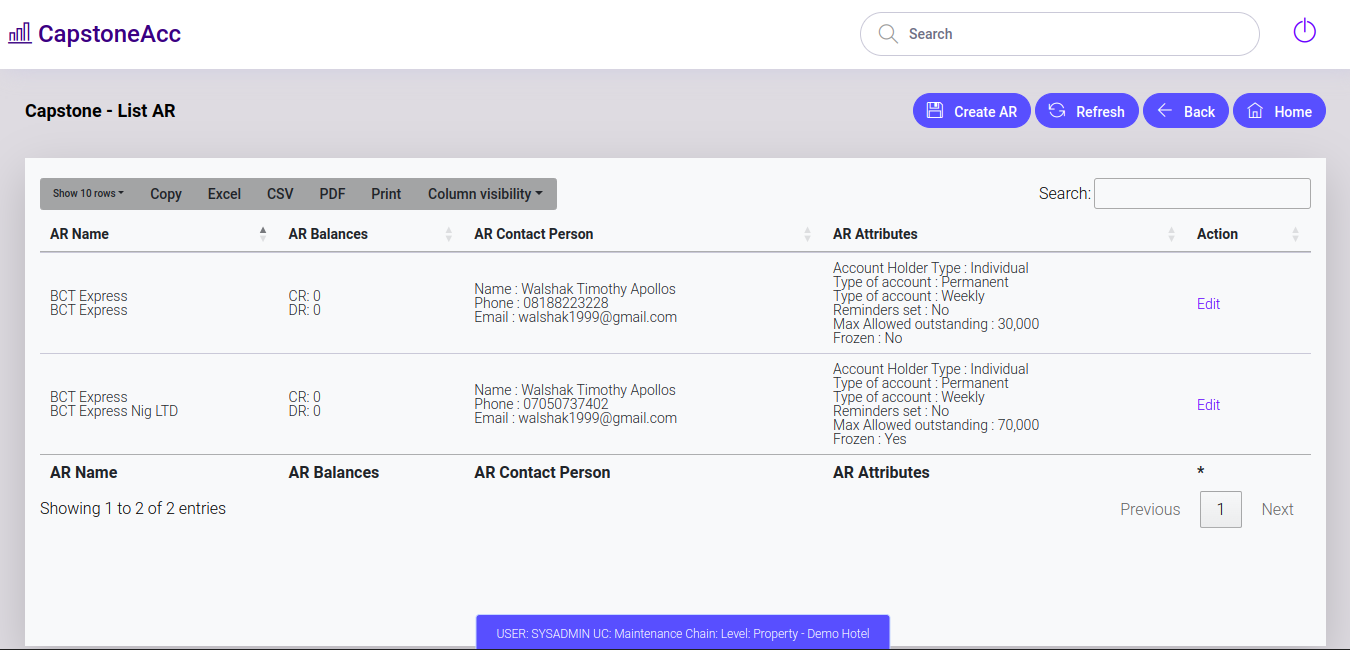 CapstoneAcc
Search
Capstone - List AR
Create AR
Refresh
Back
Home
Show 10 rows
Copy
Excel
CSV
PDF
Print
Column visibility
Search:
AR Name
AR Balances
AR Contact Person
AR Attributes
Action
BCT Express
BCT Express
CR: 0
DR: 0
Name : Walshak Timothy Apollos
Phone : 08188223228
Email : walshak1999@gmail.com
Account Holder Type : Individual
Type of account : Permanent
Type of account : Weekly
Reminders set : No
Max Allowed outstanding : 30,000
Frozen : No
Edit
BCT Express
BCT Express Nig LTD
CR: 0
DR: 0
Name : Walshak Timothy Apollos
Phone : 07050737402
Email : walshak1999@gmail.com
Account Holder Type : Individual
Type of account : Permanent
Type of account : Weekly
Reminders set : No
Max Allowed outstanding : 70,000
Frozen : Yes
Edit
AR Name
AR Balances
AR Contact Person
AR Attributes
*
Showing 1 to 2 of 2 entries
Previous
1
Next
USER: SYSADMIN UC: Maintenance Chain: Level: Property - Demo Hotel